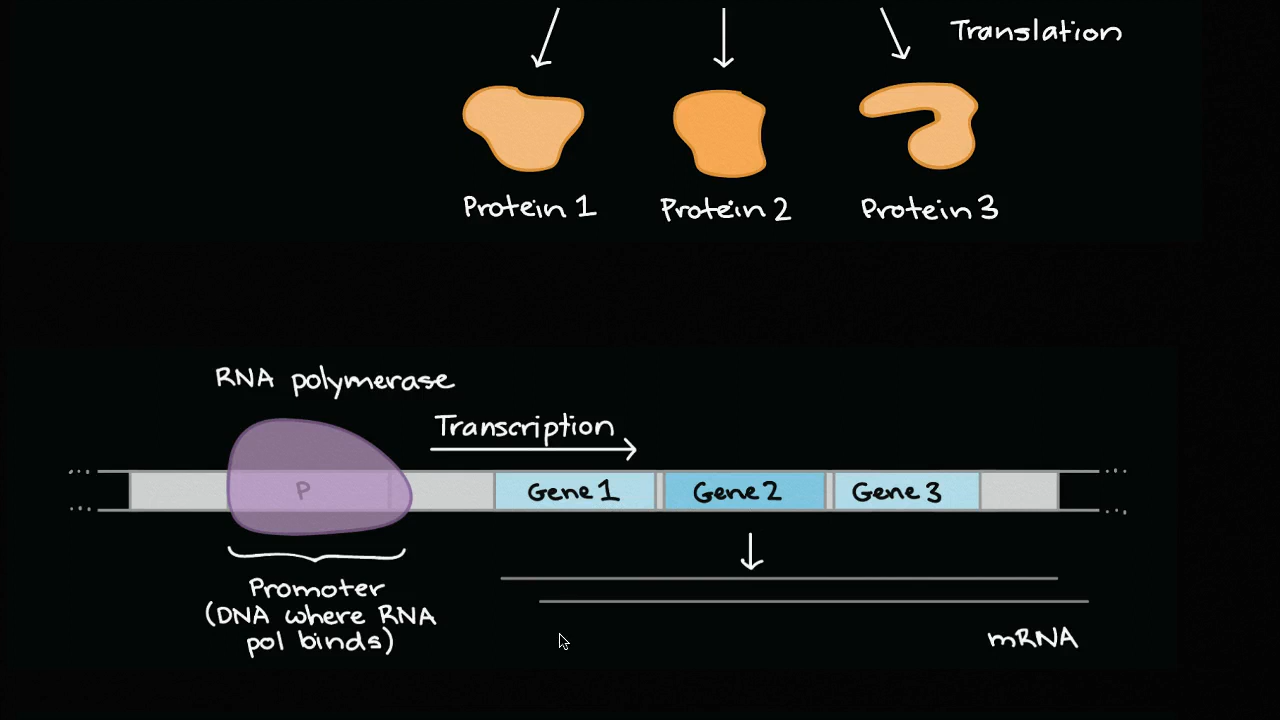 Translation
Protein 1 Protein 2 Protein 3
RNA polymerase
Transcription
P Gene 1 Gene 2 Gene 3
Promoter
(DNA where RNA
pol binds)
mRNA